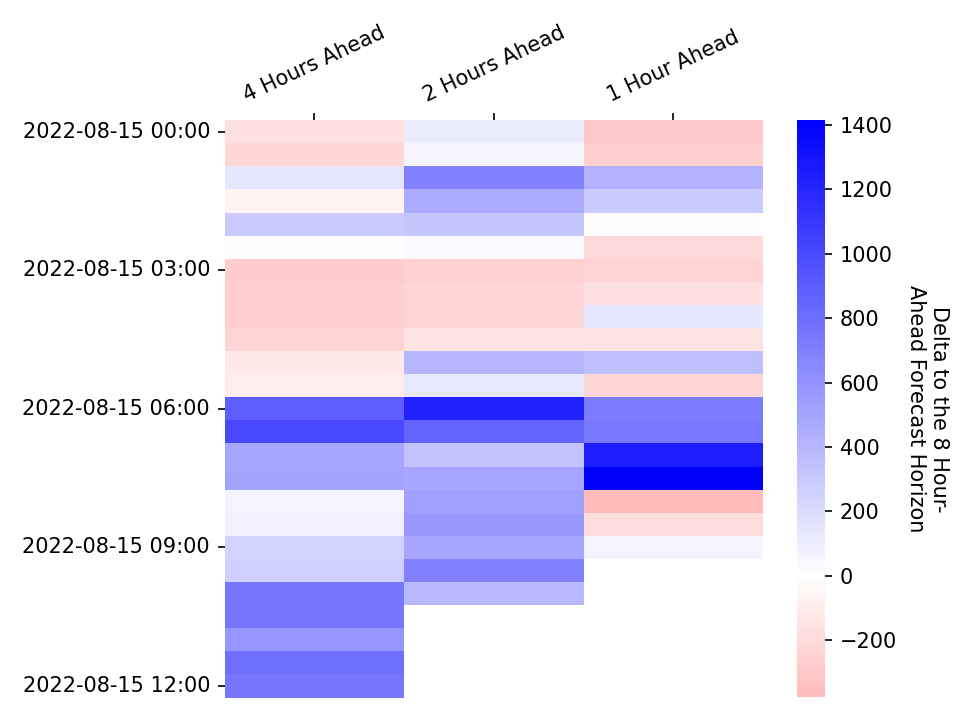 4 Hours Ahead
2 Hours Ahead
1 Hour Ahead
2022-08-15 00:00
2022-08-15 03:00
2022-08-15 06:00
2022-08-15 09:00
2022-08-15 12:00
1400
1200
1000
800
600
400
200
0
−200
Delta to the 8 Hour-
Ahead Forecast Horizon